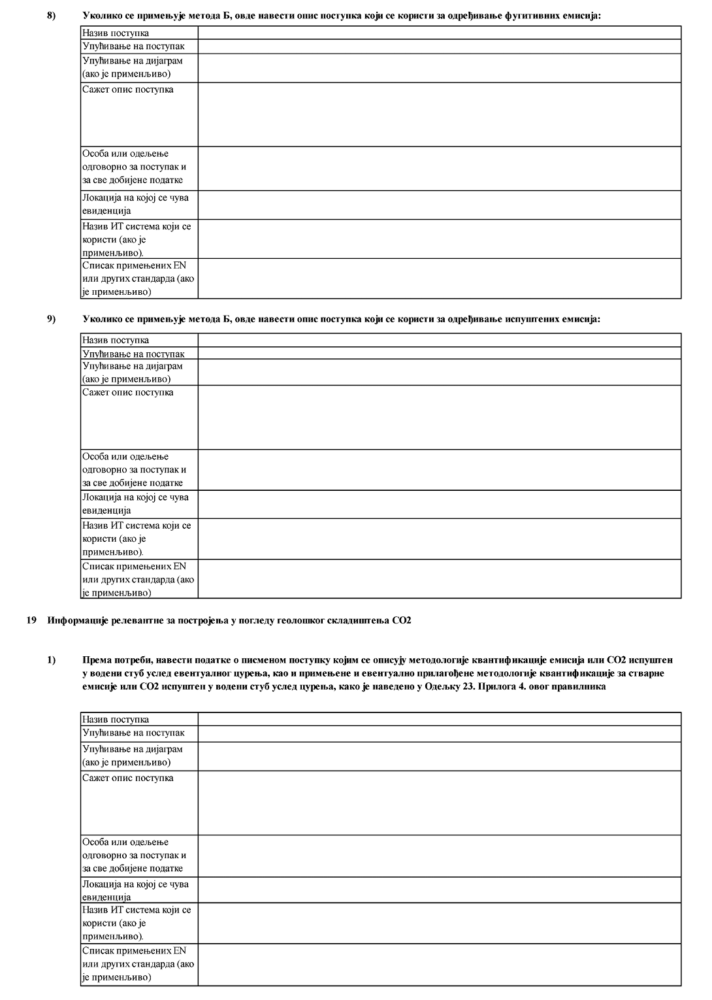 8) Уколико се примењује метода Б, овде навести опис поступка који се користи за одређивање фугитивних емисија:
Назив поступка
Упућивање на поступак
Упућивање на дијаграм
(ако је применљиво)
Сажет опис поступка
Особа или одељење
одговорно за поступак и
за све добијене податке
Локација на којој се чува
евиденција
Назив ИТ система који се
користи (ако је
применљиво).
Списак примењених EN
или других стандарда (ако
је применљиво)
9) Уколико се примењује метода Б, овде навести опис поступка који се користи за одређивање испуштених емисија:
Назив поступка
Упућивање на поступак
Упућивање на дијаграм
(ако је применљиво)
Сажет опис поступка
Особа или одељење
одговорно за поступак и
за све добијене податке
Локација на којој се чува
евиденција
Назив ИТ система који се
користи (ако је
применљиво).
Списак примењених EN
или других стандарда (ако
је применљиво)
19 Информације релевантне за постројења у погледу геолошког складиштења CO2
1) Према потреби, навести податке о писменом поступку којим се описују методологије квантификације емисија или CO2 испуштен
у водени стуб услед евентуалног цурења, као и примењене и евентуално прилагођене методологије квантификације за стварне
емисије или CO2 испуштен у водени стуб услед цурења, како је наведено у Одељку 23. Прилога 4. овог правилника
Назив поступка
Упућивање на поступак
Упућивање на дијаграм
(ако је применљиво)
Сажет опис поступка
Особа или одељење
одговорно за поступак и
за све добијене податке
Локација на којој се чува
евиденција
Назив ИТ система који се
користи (ако је
применљиво).
Списак примењених EN
или других стандарда (ако
је применљиво)